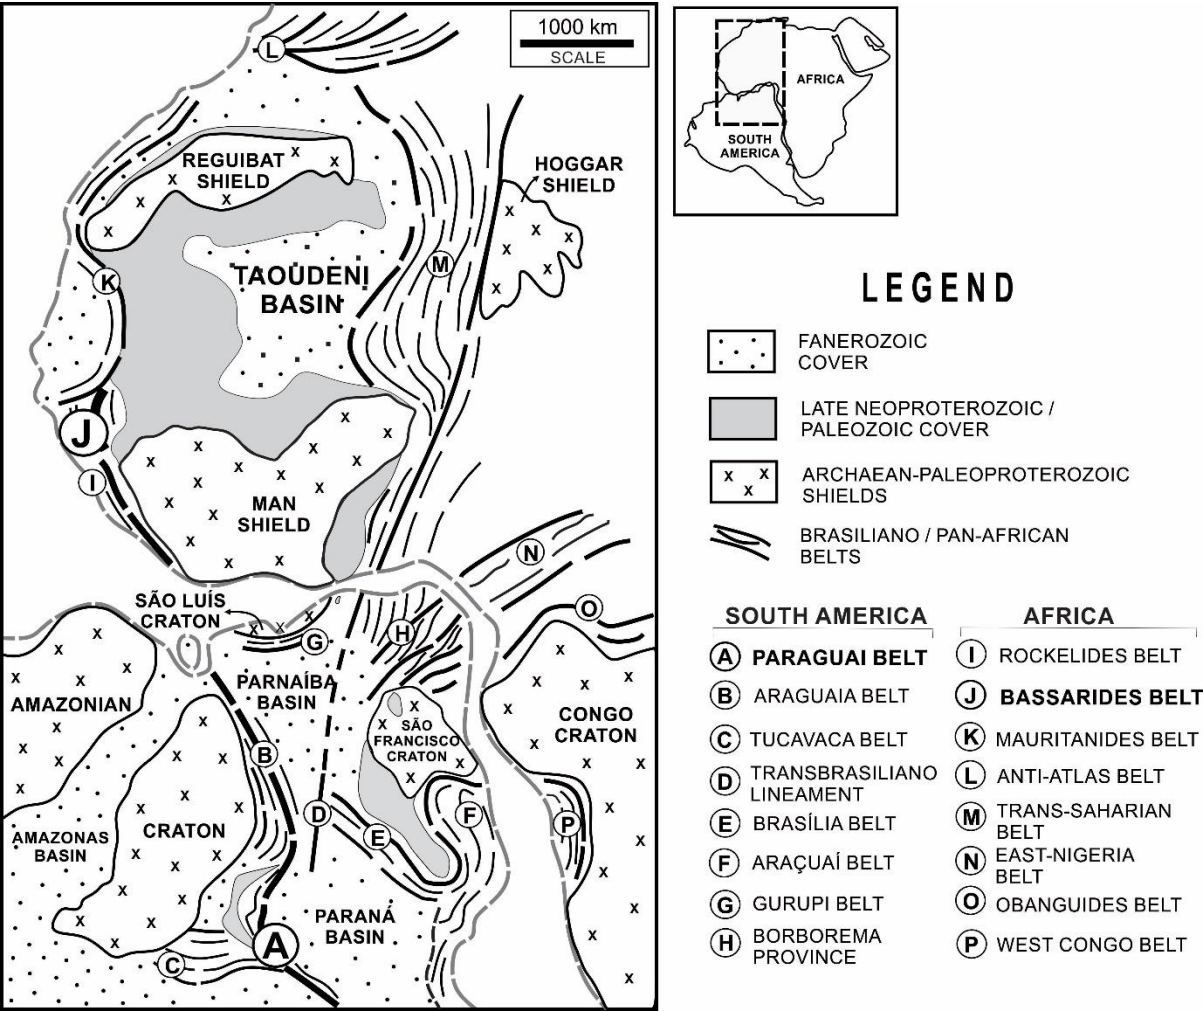 1000 km
SCALE
L
REGUIBAT
SHIELD
HOGGAR
SHIELD
K
TAOUDENI
BASIN
M
J
I
MAN
SHIELD
N
SÃO LUÍS
CRATON
O
G
H
AMAZONIAN
PARNAÍBA
BASIN
SÃO
FRANCISCO
CRATON
CONGO
CRATON
B
D
CRATON
AMAZONAS
BASIN
E
F
P
PARANÁ
BASIN
A
C
AFRICA
SOUTH
AMERICA
LEGEND
FANEROZOIC
COVER
LATE NEOPROTEROZOIC /
PALEOZOIC COVER
ARCHAEAN-PALEOPROTEROZOIC
SHIELDS
BRASILIANO / PAN-AFRICAN
BELTS
SOUTH AMERICA
A PARAGUAI BELT
B ARAGUAIA BELT
C TUCAVACA BELT
D TRANSBRASILIANO
LINEAMENT
E BRASÍLIA BELT
F ARAÇUAÍ BELT
G GURUPI BELT
H BORBOREMA
PROVINCE
AFRICA
I ROCKELIDES BELT
J BASSARIDES BELT
K MAURITANIDES BELT
L ANTI-ATLAS BELT
M TRANS-SAHARIAN
BELT
N EAST-NIGERIA
BELT
O OBANGUIDES BELT
P WEST CONGO BELT